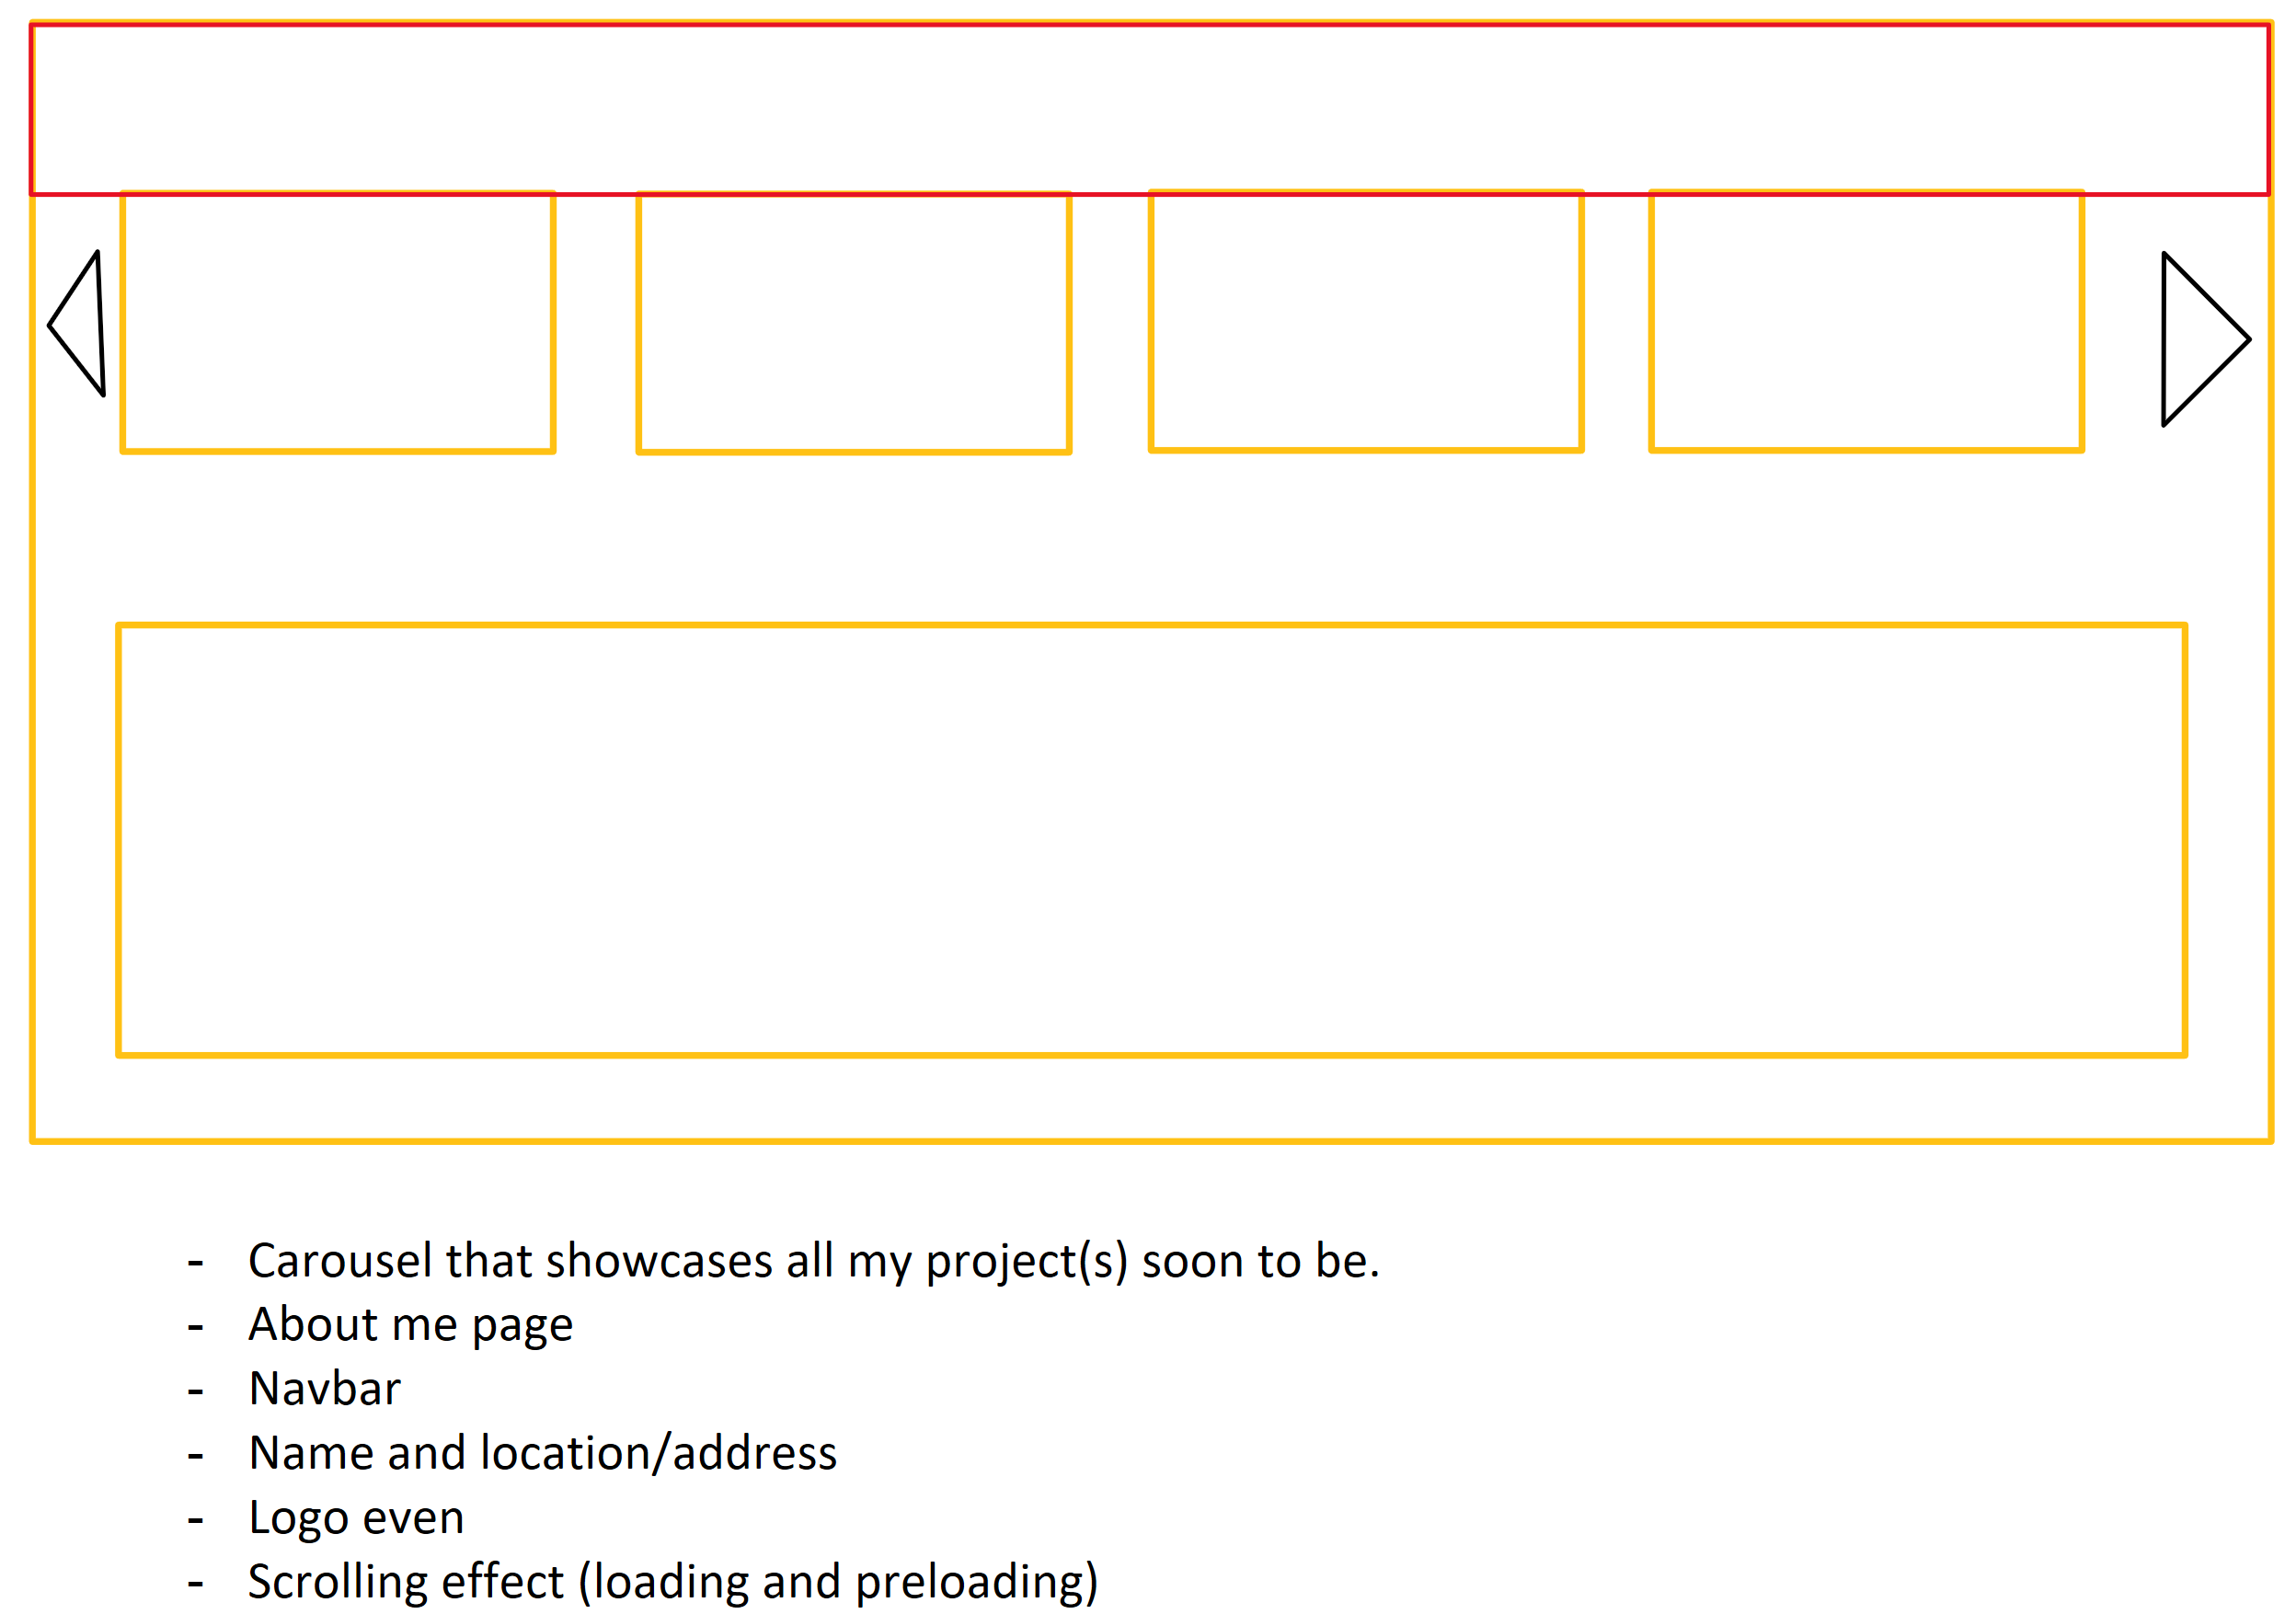 - Carousel that showcases all my project(s) soon to be.
- About me page
- Navbar
- Name and location/address
- Logo even
- Scrolling effect (loading and preloading)